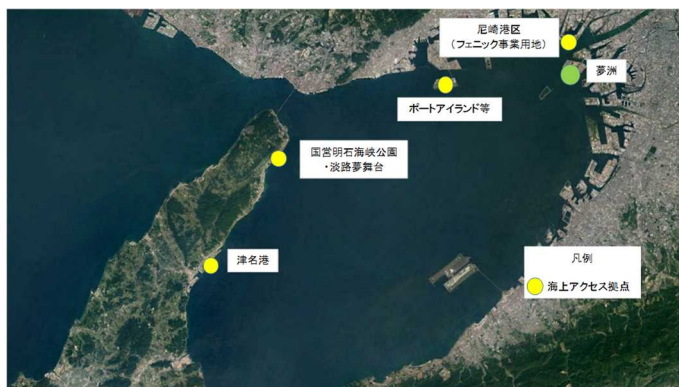 尼崎港区
（フェニック事業用地）
夢洲
ポートアイランド等
国営明石海峡公園
・淡路夢舞台
津名港
凡例
海上アクセス拠点